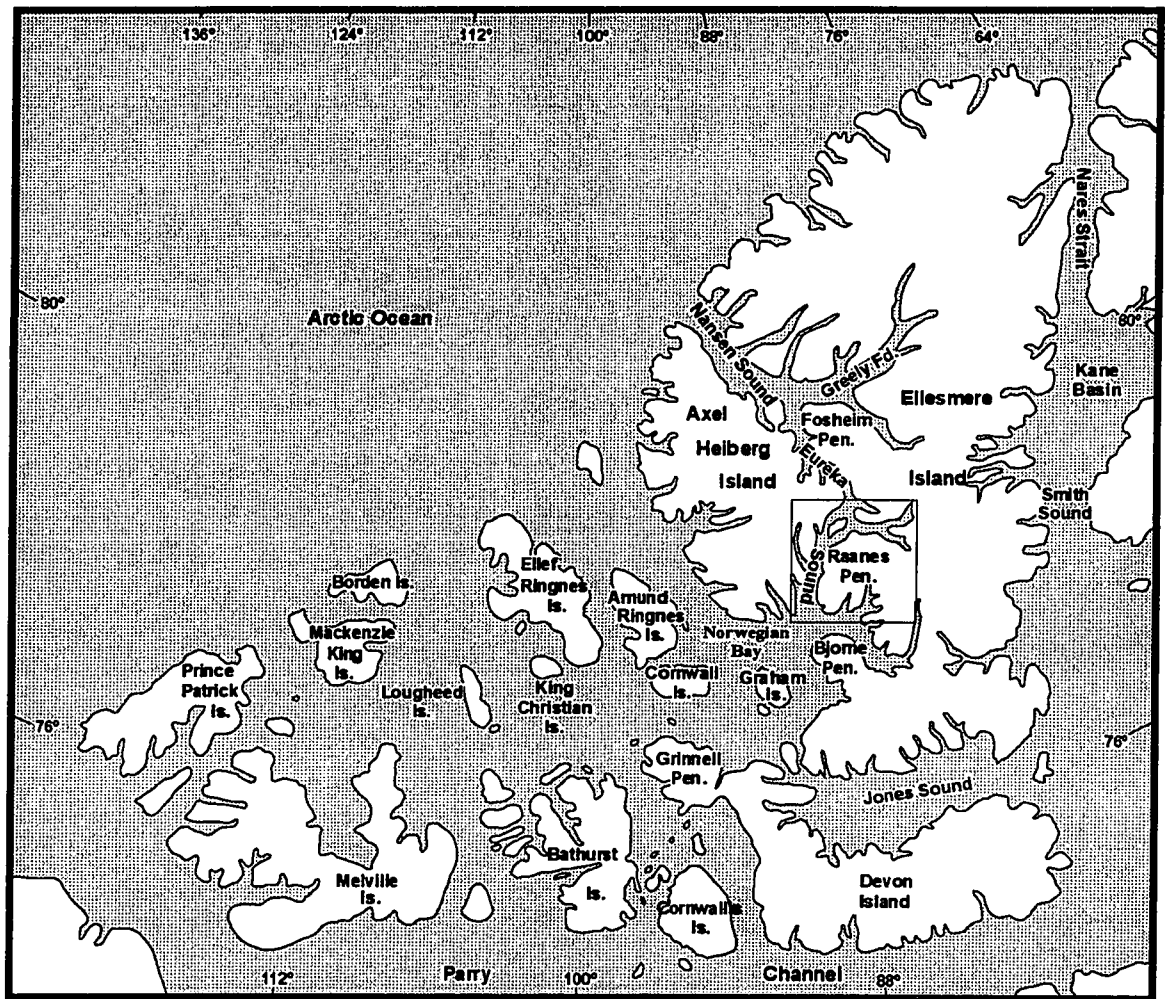 136° 124° 112° 100° 88° 76° 64°
Nares Strait
80°
Arctic Ocean
Nansen Sound
80°
Greely Fd.
Kane
Basin
Ellesmere
Axel
Heiberg
Island
Fosheim
Pen.
Eureka
Sound
Island
Smith
Sound
Raanes
Pen.
Ellef
Ringnes
Is.
Borden Is.
Amund
Ringnes
Is.
Mackenzie
King
Is.
Norwegian
Bay
Bjorne
Pen.
Prince
Patrick
Is.
Lougheed
Is.
King
Christian
Is.
Cornwall
Is.
Graham
Is.
76°
76°
Grinnell
Pen.
Jones Sound
Bathurst
Is.
Melville
Is.
Devon
Island
Cornwallis
Is.
112° Parry 100° Channel 88°